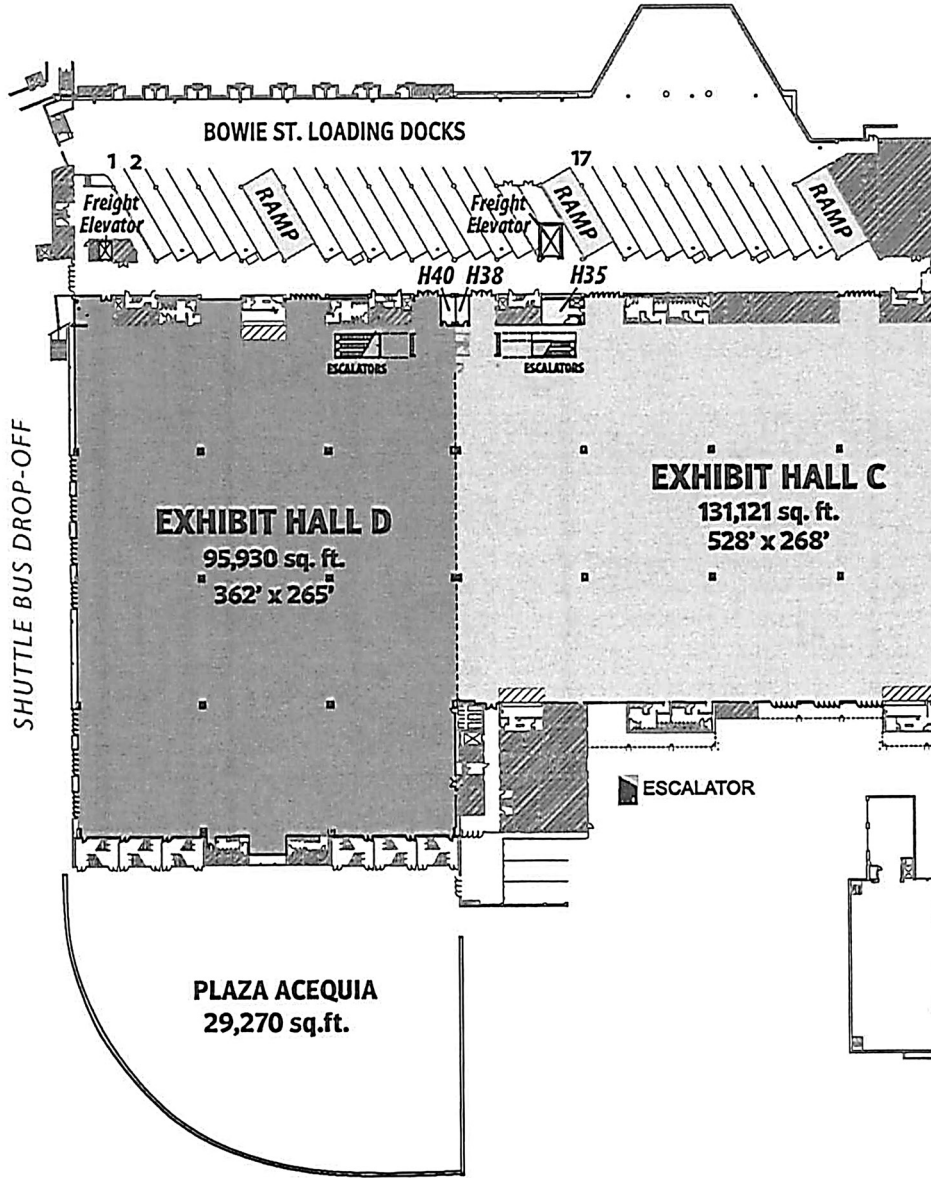 BOWIE ST. LOADING DOCKS
1 2
17
Freight
Elevator
RAMP
Freight
Elevator
RAMP
RAMP
H40 H38
H35
ESCALATORS
ESCALATORS
SHUTTLE BUS DROP-OFF
EXHIBIT HALL D
95,930 sq. ft.
362' x 265'
EXHIBIT HALL C
131,121 sq. ft.
528' x 268'
ESCALATOR
PLAZA ACEQUIA
29,270 sq.ft.